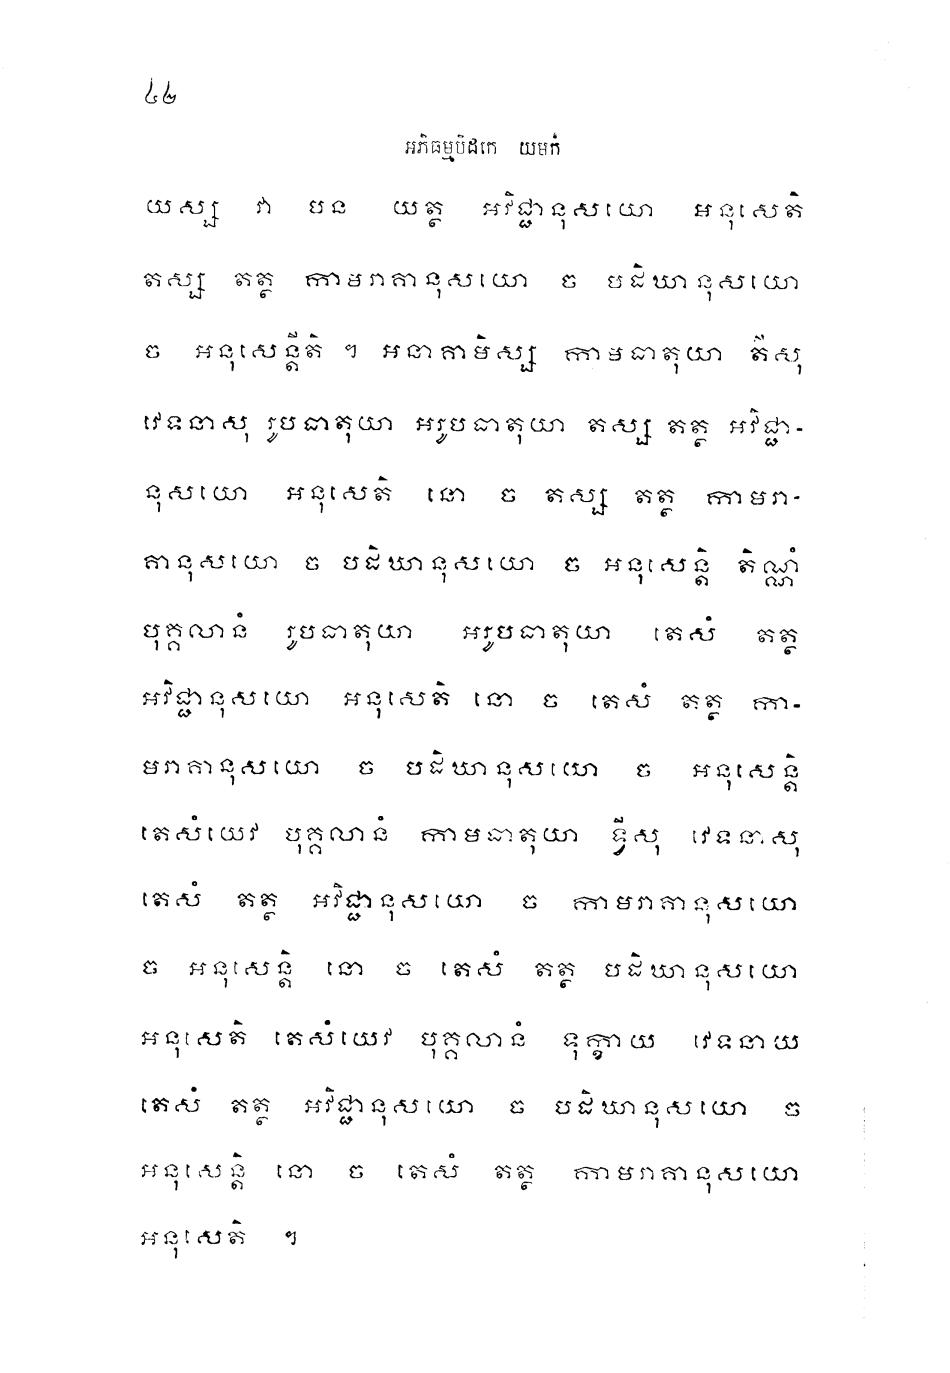 ៤២
អភិធម្មបិដកេ យមកំ
យស្ស វា បន យត្ថ អវិជ្ជានុសយោ អនុសេតិ
តស្ស តត្ថ កាមរាគានុសយោ ច បដិឃានុសយោ
ច អនុសេន្តីតិ ។ អនាគាមិស្ស កាមធាតុយា តីសុ
វេទនាសុ រូបធាតុយា អរូបធាតុយា តស្ស តត្ថ អវិជ្ជា-
នុសយោ អនុសេតិ នោ ច តស្ស តត្ថ កាមរា-
គានុសយោ ច បដិឃានុសយោ ច អនុសេន្តិ តិណ្ណំ
បុគ្គលានំ រូបធាតុយា អរូបធាតុយា តេសំ តត្ថ
អវិជ្ជានុសយោ អនុសេតិ នោ ច តេសំ តត្ថ កា-
មរាគានុសយោ ច បដិឃានុសយោ ច អនុសេន្តិ
តេសំយេវ បុគ្គលានំ កាមធាតុយា ទ្វីសុ វេទនាសុ
តេសំ តត្ថ អវិជ្ជានុសយោ ច កាមរាគានុសយោ
ច អនុសេន្តិ នោ ច តេសំ តត្ថ បដិឃានុសយោ
អនុសេតិ តេសំយេវ បុគ្គលានំ ទុក្ខាយ វេទនាយ
តេសំ តត្ថ អវិជ្ជានុសយោ ច បដិឃានុសយោ ច
អនុសេន្តិ នោ ច តេសំ តត្ថ កាមរាគានុសយោ
អនុសេតិ ។